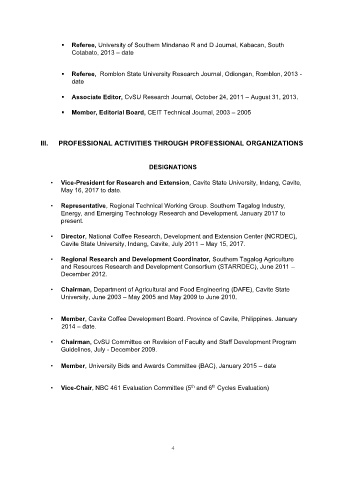 ▪ Referee, University of Southern Mindanao R and D Journal, Kabacan, South
Cotabato, 2013 – date
▪ Referee, Romblon State University Research Journal, Odiongan, Romblon, 2013 -
date
▪ Associate Editor, CvSU Research Journal, October 24, 2011 – August 31, 2013.
▪ Member, Editorial Board, CEIT Technical Journal, 2003 – 2005
III. PROFESSIONAL ACTIVITIES THROUGH PROFESSIONAL ORGANIZATIONS
DESIGNATIONS
• Vice-President for Research and Extension, Cavite State University, Indang, Cavite,
May 16, 2017 to date.
• Representative, Regional Technical Working Group. Southern Tagalog Industry,
Energy, and Emerging Technology Research and Development, January 2017 to
present.
• Director, National Coffee Research, Development and Extension Center (NCRDEC),
Cavite State University, Indang, Cavite, July 2011 – May 15, 2017.
• Regional Research and Development Coordinator, Southern Tagalog Agriculture
and Resources Research and Development Consortium (STARRDEC), June 2011 –
December 2012.
• Chairman, Department of Agricultural and Food Engineering (DAFE), Cavite State
University, June 2003 – May 2005 and May 2009 to June 2010.
• Member, Cavite Coffee Development Board. Province of Cavite, Philippines. January
2014 – date.
• Chairman, CvSU Committee on Revision of Faculty and Staff Development Program
Guidelines, July - December 2009.
• Member, University Bids and Awards Committee (BAC), January 2015 – date
• Vice-Chair, NBC 461 Evaluation Committee (5th and 6th Cycles Evaluation)
4